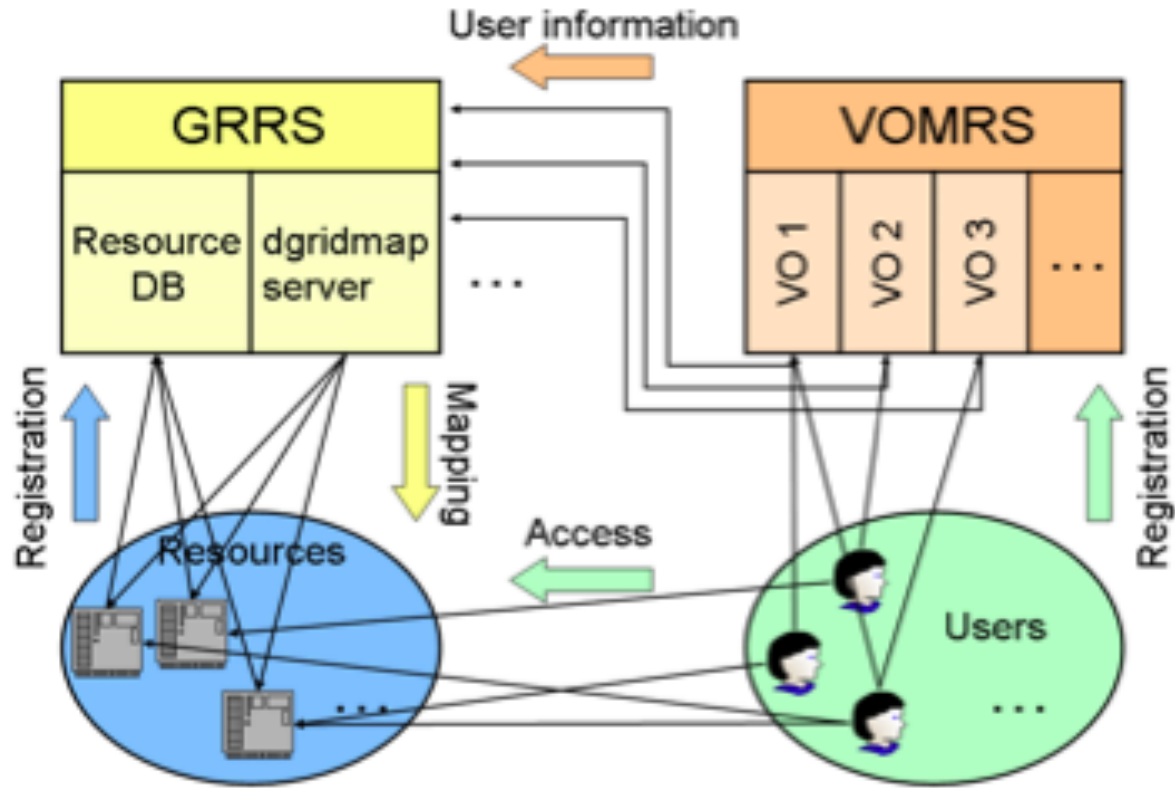 User information
GRRS
VOMRS
Resource
DB
dgridmap
server
...
VO 1
VO 2
VO 3
...
Registration
Mapping
Registration
Access
Resources
...
Users
...